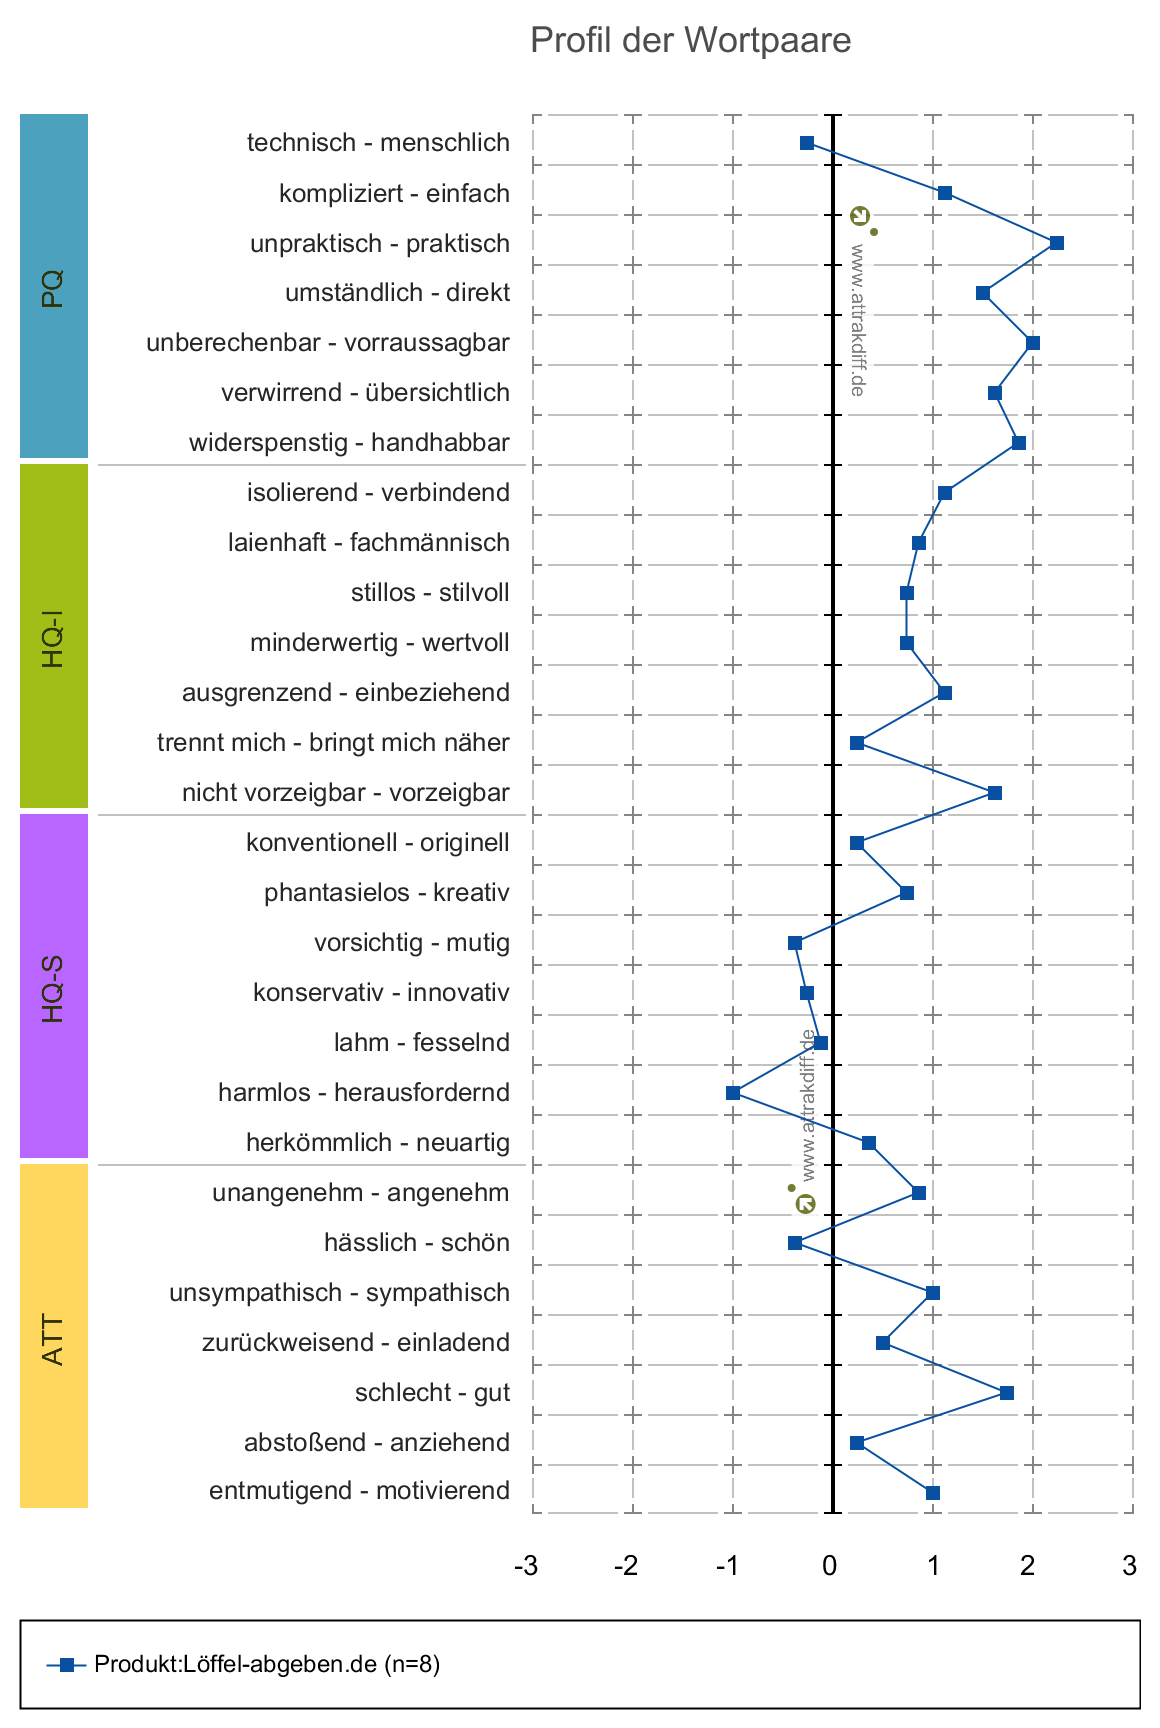 Profil der Wortpaare
PQ
technisch - menschlich
kompliziert - einfach
unpraktisch - praktisch
umständlich - direkt
unberechenbar - vorraussagbar
verwirrend - übersichtlich
widerspenstig - handhabbar
www.attrakdiff.de
HQ-I
isolierend - verbindend
laienhaft - fachmännisch
stillos - stilvoll
minderwertig - wertvoll
ausgrenzend - einbeziehend
trennt mich - bringt mich näher
nicht vorzeigbar - vorzeigbar
HQ-S
konventionell - originell
phantasielos - kreativ
vorsichtig - mutig
konservativ - innovativ
lahm - fesselnd
harmlos - herausfordernd
herkömmlich - neuartig
www.attrakdiff.de
ATT
unangenehm - angenehm
hässlich - schön
unsympathisch - sympathisch
zurückweisend - einladend
schlecht - gut
abstoßend - anziehend
entmutigend - motivierend
-3 -2 -1 0 1 2 3
Produkt:Löffel-abgeben.de (n=8)